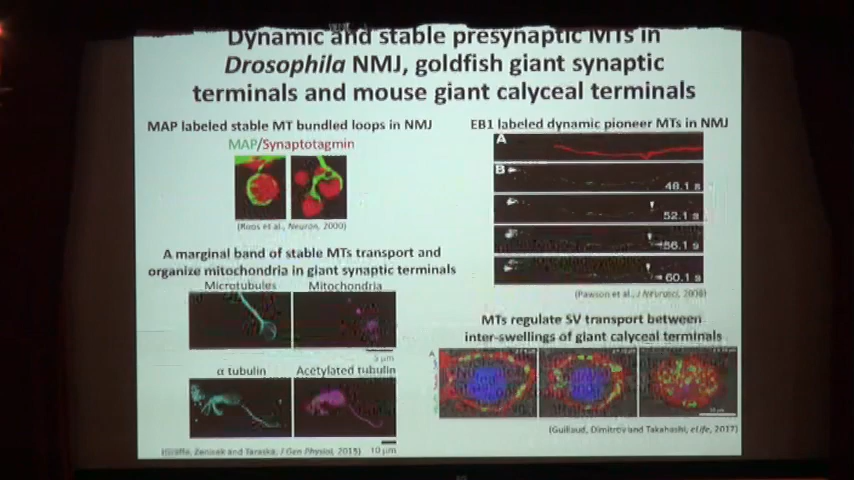 Dynamic and stable presynaptic MTs in
Drosophila NMJ, goldfish giant synaptic
terminals and mouse giant calyceal terminals
MAP labeled stable MT bundled loops in NMJ
MAP/Synaptotagmin
(Roos et al., Neuron, 2000)
A marginal band of stable MTs transport and
organize mitochondria in giant synaptic terminals
Microtubules Mitochondria
5 μm
α tubulin Acetylated tubulin
10 μm
Zenisek and Taraska, J Gen Physiol, 2015)
EB1 labeled dynamic pioneer MTs in NMJ
A
B
48.1 s
52.1 s
56.1 s
60.1 s
(Pawson et al., J Neurosci, 2008)
MTs regulate SV transport between
inter-swellings of giant calyceal terminals
(Guillaud, Dimitrov and Takahashi, eLife, 2017)